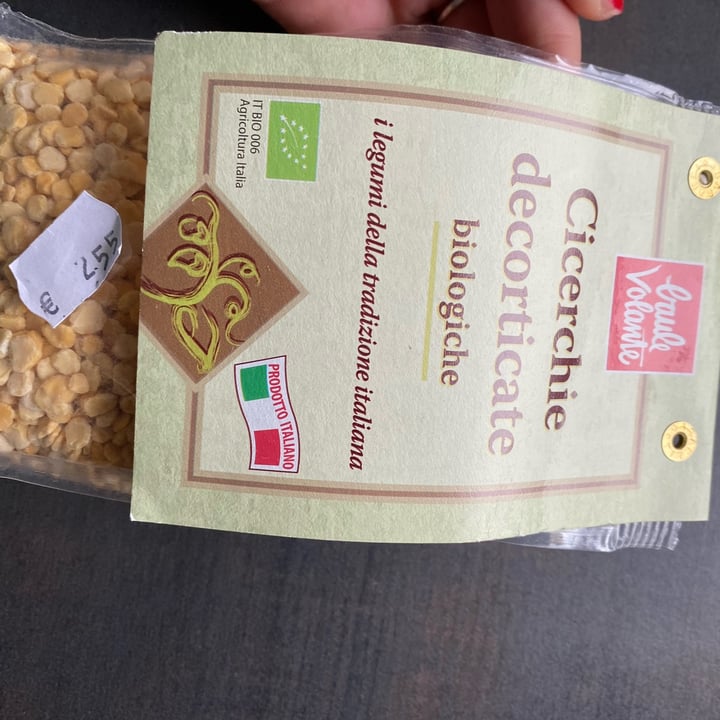 Baule
Volante
Cicerchie
decorticate
biologiche
i legumi della tradizione italiana
IT BIO 006
Agricoltura Italia
PRODOTTO ITALIANO
€ 2.55